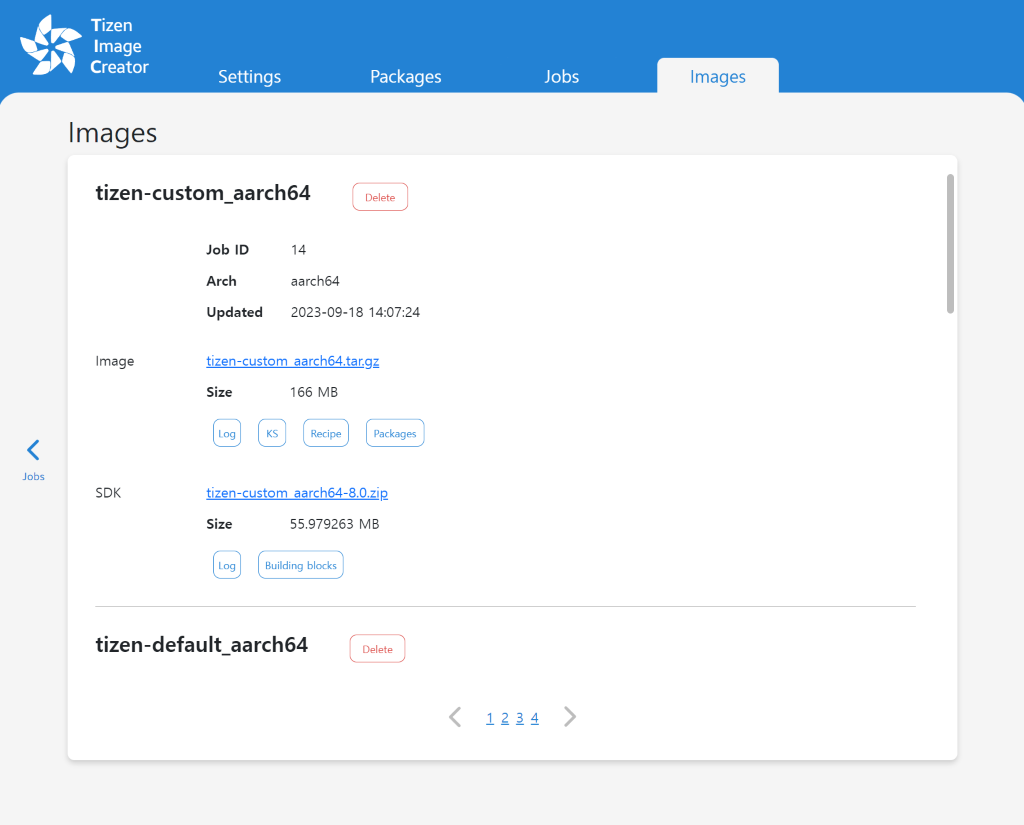 Tizen
Image
Creator
Settings Packages Jobs Images
Images
tizen-custom_aarch64 Delete
Job ID 14
Arch aarch64
Updated 2023-09-18 14:07:24
Image tizen-custom_aarch64.tar.gz
Size 166 MB
Log KS Recipe Packages
Jobs
SDK tizen-custom_aarch64-8.0.zip
Size 55.979263 MB
Log Building blocks
tizen-default_aarch64 Delete
1 2 3 4